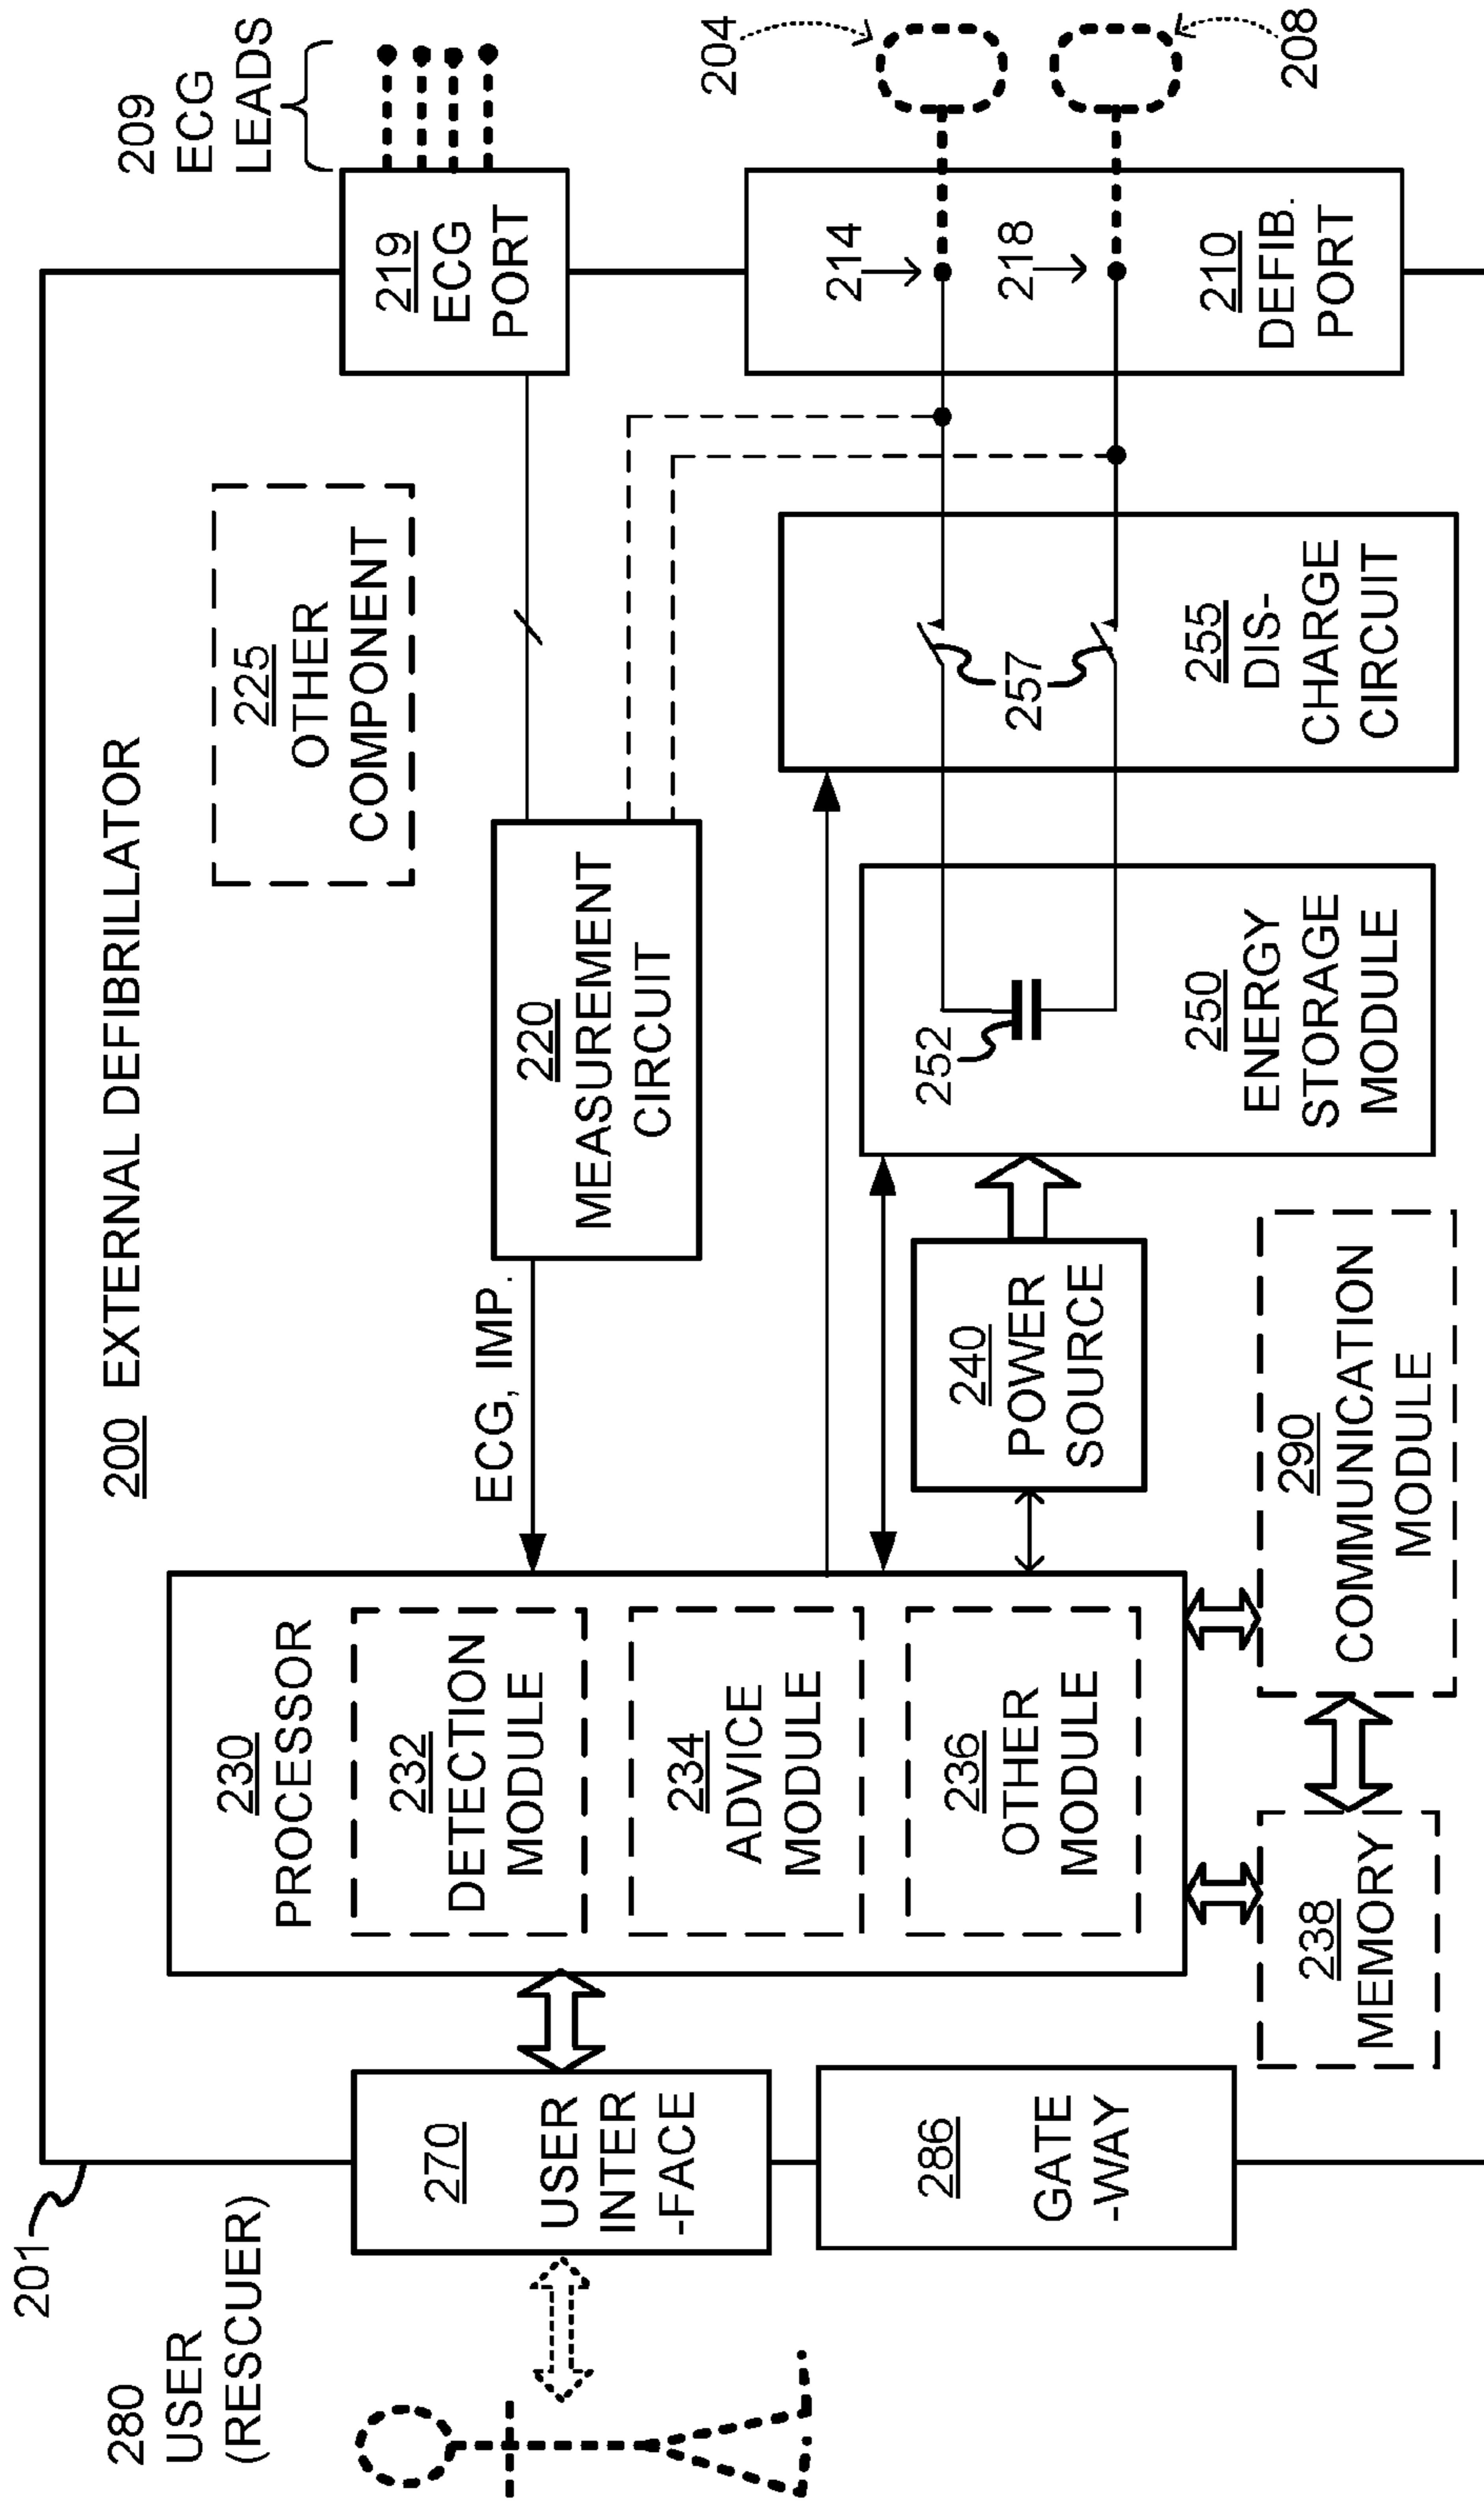 201
280
USER
(RESCUER)
200 EXTERNAL DEFIBRILLATOR
209
ECG
LEADS
225
OTHER
COMPONENT
219
ECG
PORT
230
PROCESSOR
232
DETECTION
MODULE
234
ADVICE
MODULE
236
OTHER
MODULE
270
USER
INTER
-FACE
286
GATE
-WAY
ECG, IMP.
220
MEASUREMENT
CIRCUIT
204
208
214
218
210
DEFIB.
PORT
257
255
DIS-
CHARGE
CIRCUIT
252
250
ENERGY
STORAGE
MODULE
240
POWER
SOURCE
238
MEMORY
290
COMMUNICATION
MODULE